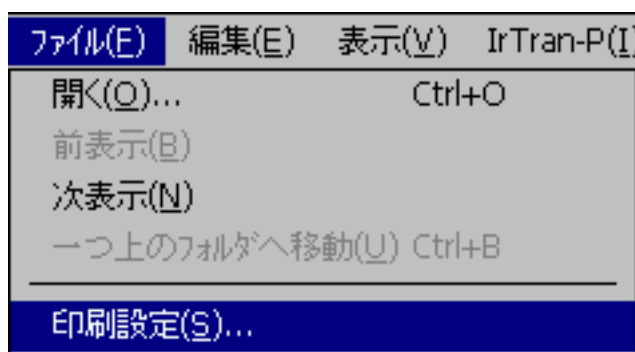 ﾌｧｲﾙ(F) 編集(E) 表示(V) IrTran-P(I)
開く(O)... Ctrl+O
前表示(B)
次表示(N)
一つ上のﾌｫﾙﾀﾞへ移動(U) Ctrl+B
印刷設定(S)...